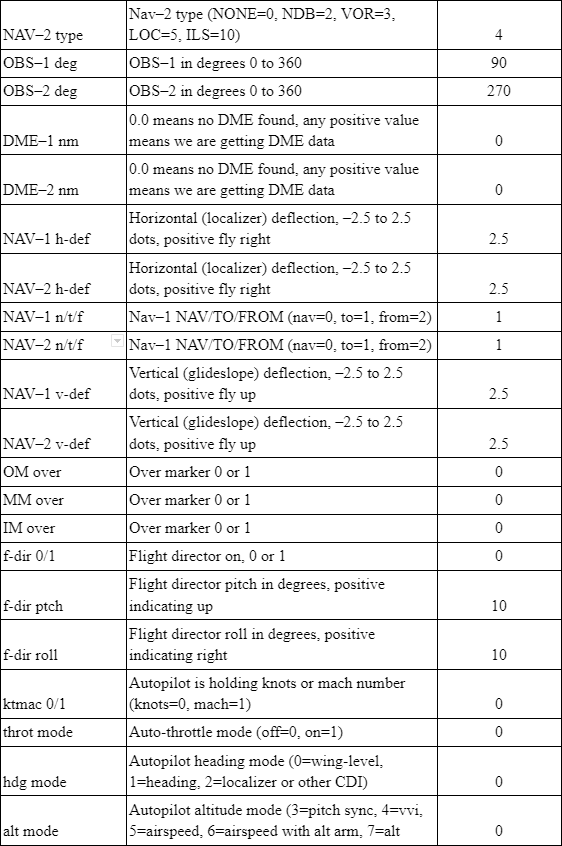 Nav–2 type (NONE=0, NDB=2, VOR=3,
NAV–2 type LOC=5, ILS=10) 4
OBS–1 deg OBS–1 in degrees 0 to 360 90
OBS–2 deg OBS–2 in degrees 0 to 360 270
0.0 means no DME found, any positive value
DME–1 nm means we are getting DME data 0
0.0 means no DME found, any positive value
DME–2 nm means we are getting DME data 0
Horizontal (localizer) deflection, –2.5 to 2.5
NAV–1 h-def dots, positive fly right 2.5
Horizontal (localizer) deflection, –2.5 to 2.5
NAV–2 h-def dots, positive fly right 2.5
NAV–1 n/t/f Nav–1 NAV/TO/FROM (nav=0, to=1, from=2) 1
NAV–2 n/t/f Nav–1 NAV/TO/FROM (nav=0, to=1, from=2) 1
Vertical (glideslope) deflection, –2.5 to 2.5
NAV–1 v-def dots, positive fly up 2.5
Vertical (glideslope) deflection, –2.5 to 2.5
NAV–2 v-def dots, positive fly up 2.5
OM over Over marker 0 or 1 0
MM over Over marker 0 or 1 0
IM over Over marker 0 or 1 0
f-dir 0/1 Flight director on, 0 or 1 0
Flight director pitch in degrees, positive
f-dir ptch indicating up 10
Flight director roll in degrees, positive
f-dir roll indicating right 10
Autopilot is holding knots or mach number
ktmac 0/1 (knots=0, mach=1) 0
throt mode Auto-throttle mode (off=0, on=1) 0
Autopilot heading mode (0=wing-level,
hdg mode 1=heading, 2=localizer or other CDI) 0
Autopilot altitude mode (3=pitch sync, 4=vvi,
alt mode 5=airspeed, 6=airspeed with alt arm, 7=alt 0